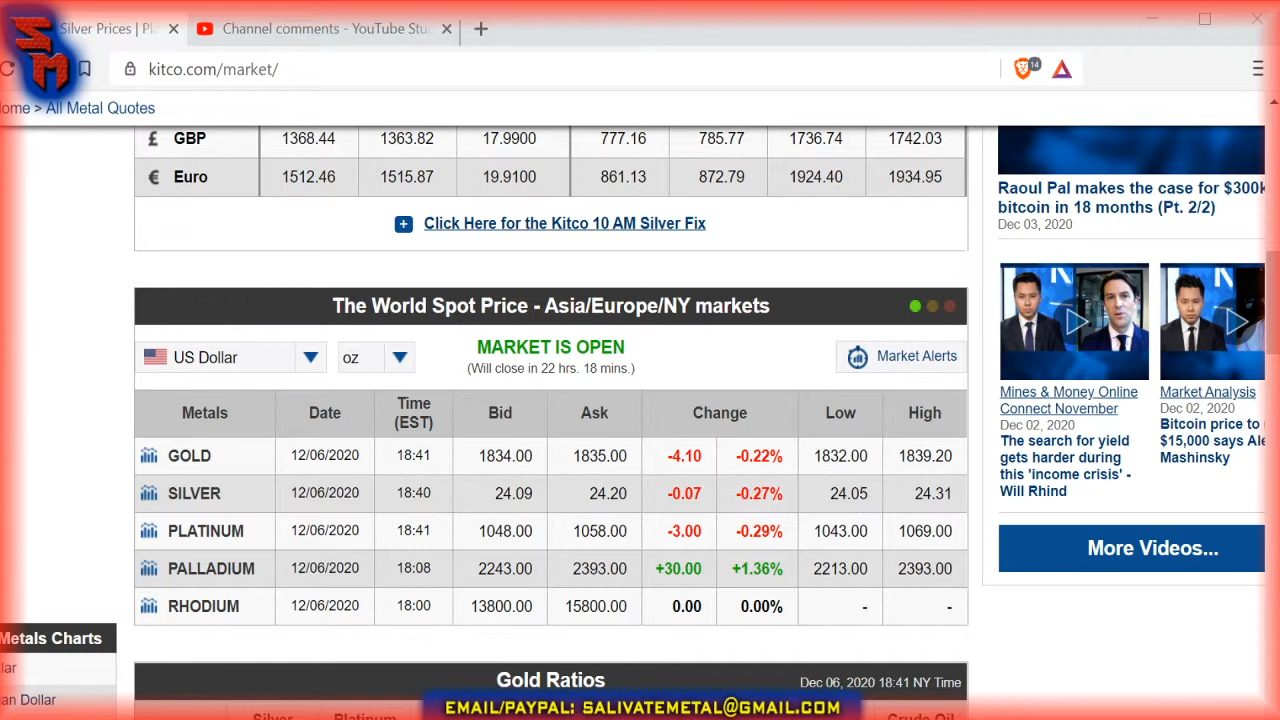 SM
Silver Prices | Pl
Channel comments - YouTube Stud
kitco.com/market/
14
ome > All Metal Quotes
£ GBP 1368.44 1363.82 17.9900 777.16 785.77 1736.74 1742.03
€ Euro 1512.46 1515.87 19.9100 861.13 872.79 1924.40 1934.95
Click Here for the Kitco 10 AM Silver Fix
The World Spot Price - Asia/Europe/NY markets
US Dollar oz
MARKET IS OPEN
(Will close in 22 hrs. 18 mins.)
Market Alerts
Metals Date Time (EST) Bid Ask Change Low High
GOLD 12/06/2020 18:41 1834.00 1835.00 -4.10 -0.22% 1832.00 1839.20
SILVER 12/06/2020 18:40 24.09 24.20 -0.07 -0.27% 24.05 24.31
PLATINUM 12/06/2020 18:41 1048.00 1058.00 -3.00 -0.29% 1043.00 1069.00
PALLADIUM 12/06/2020 18:08 2243.00 2393.00 +30.00 +1.36% 2213.00 2393.00
RHODIUM 12/06/2020 18:00 13800.00 15800.00 0.00 0.00% - -
Gold Ratios
Dec 06, 2020 18:41 NY Time
Silver Platinum Crude Oil
Metals Charts
lar
an Dollar
Raoul Pal makes the case for $300k
bitcoin in 18 months (Pt. 2/2)
Dec 03, 2020
Mines & Money Online
Connect November
Dec 02, 2020
The search for yield
gets harder during
this 'income crisis' -
Will Rhind
Market Analysis
Dec 02, 2020
Bitcoin price to
$15,000 says Ale
Mashinsky
More Videos...
EMAIL/PAYPAL: SALIVATEMETAL@GMAIL.COM